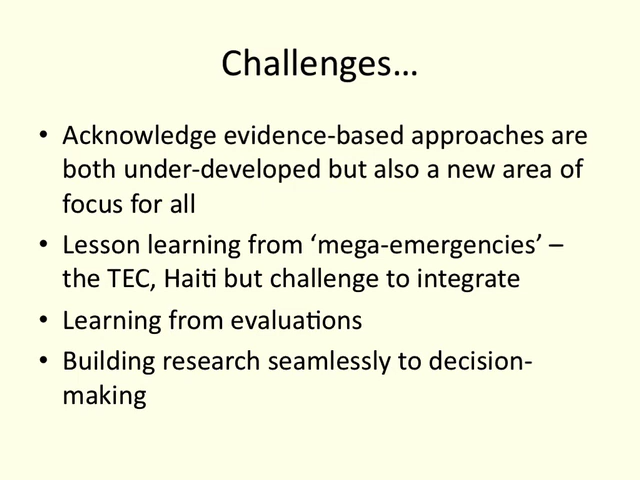 Challenges…
• Acknowledge evidence-based approaches are
both under-developed but also a new area of
focus for all
• Lesson learning from ‘mega-emergencies’ –
the TEC, Haiti but challenge to integrate
• Learning from evaluations
• Building research seamlessly to decision-
making